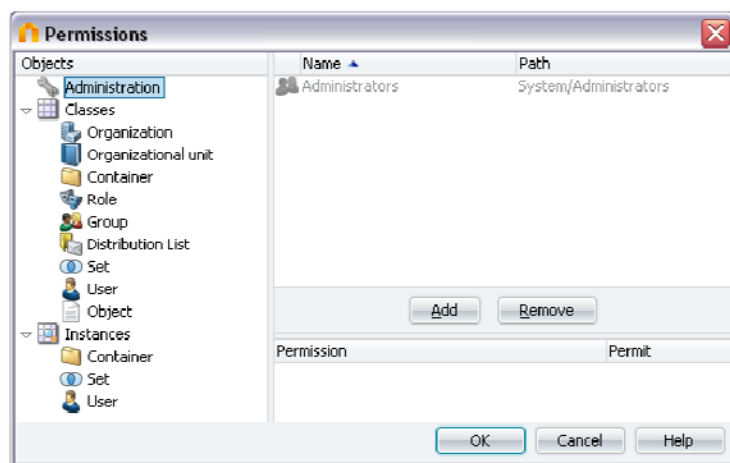 Permissions
Objects
Administration
Classes
Organization
Organizational unit
Container
Role
Group
Distribution List
Set
User
Object
Instances
Container
Set
User
Name Path
Administrators System/Administrators
Add Remove
Permission Permit
OK Cancel Help